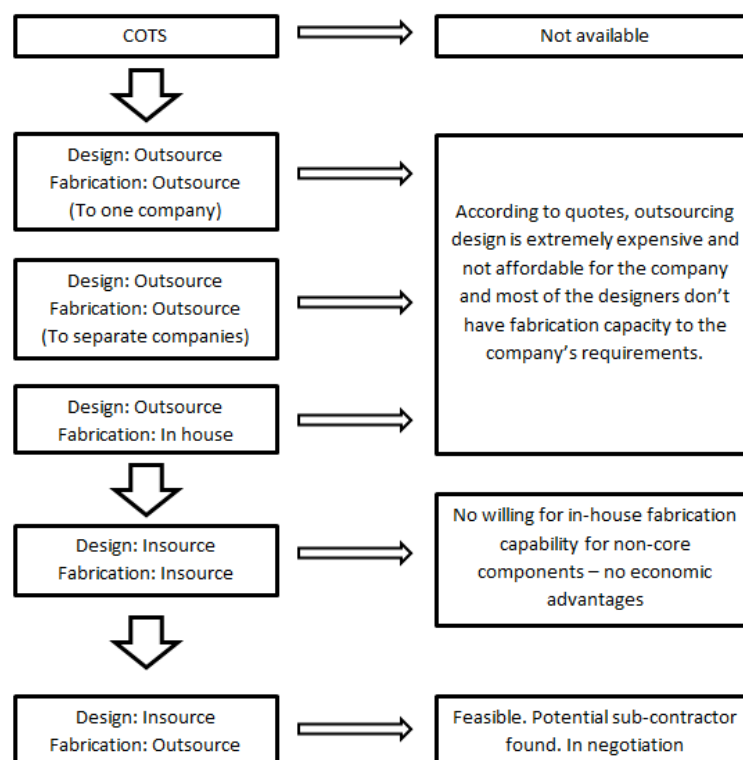 COTS
Not available
Design: Outsource
Fabrication: Outsource
(To one company)
Design: Outsource
Fabrication: Outsource
(To separate companies)
Design: Outsource
Fabrication: In house
According to quotes, outsourcing
design is extremely expensive and
not affordable for the company
and most of the designers don’t
have fabrication capacity to the
company’s requirements.
Design: Insource
Fabrication: Insource
No willing for in-house fabrication
capability for non-core
components – no economic
advantages
Design: Insource
Fabrication: Outsource
Feasible. Potential sub-contractor
found. In negotiation